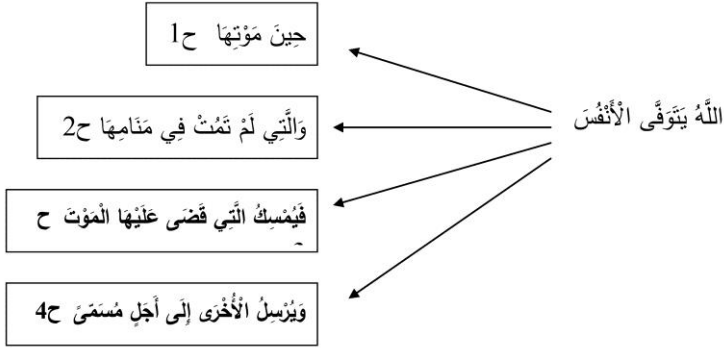 اللَّهُ يَتَوَفَّى الْأَنْفُسَ
حِينَ مَوْتِهَا ح1
وَالَّتِي لَمْ تَمُتْ فِي مَنَامِهَا ح2
فَيُمْسِكُ الَّتِي قَضَى عَلَيْهَا الْمَوْتَ ح
وَيُرْسِلُ الْأُخْرَى إِلَى أَجَلٍ مُسَمًّى ح4